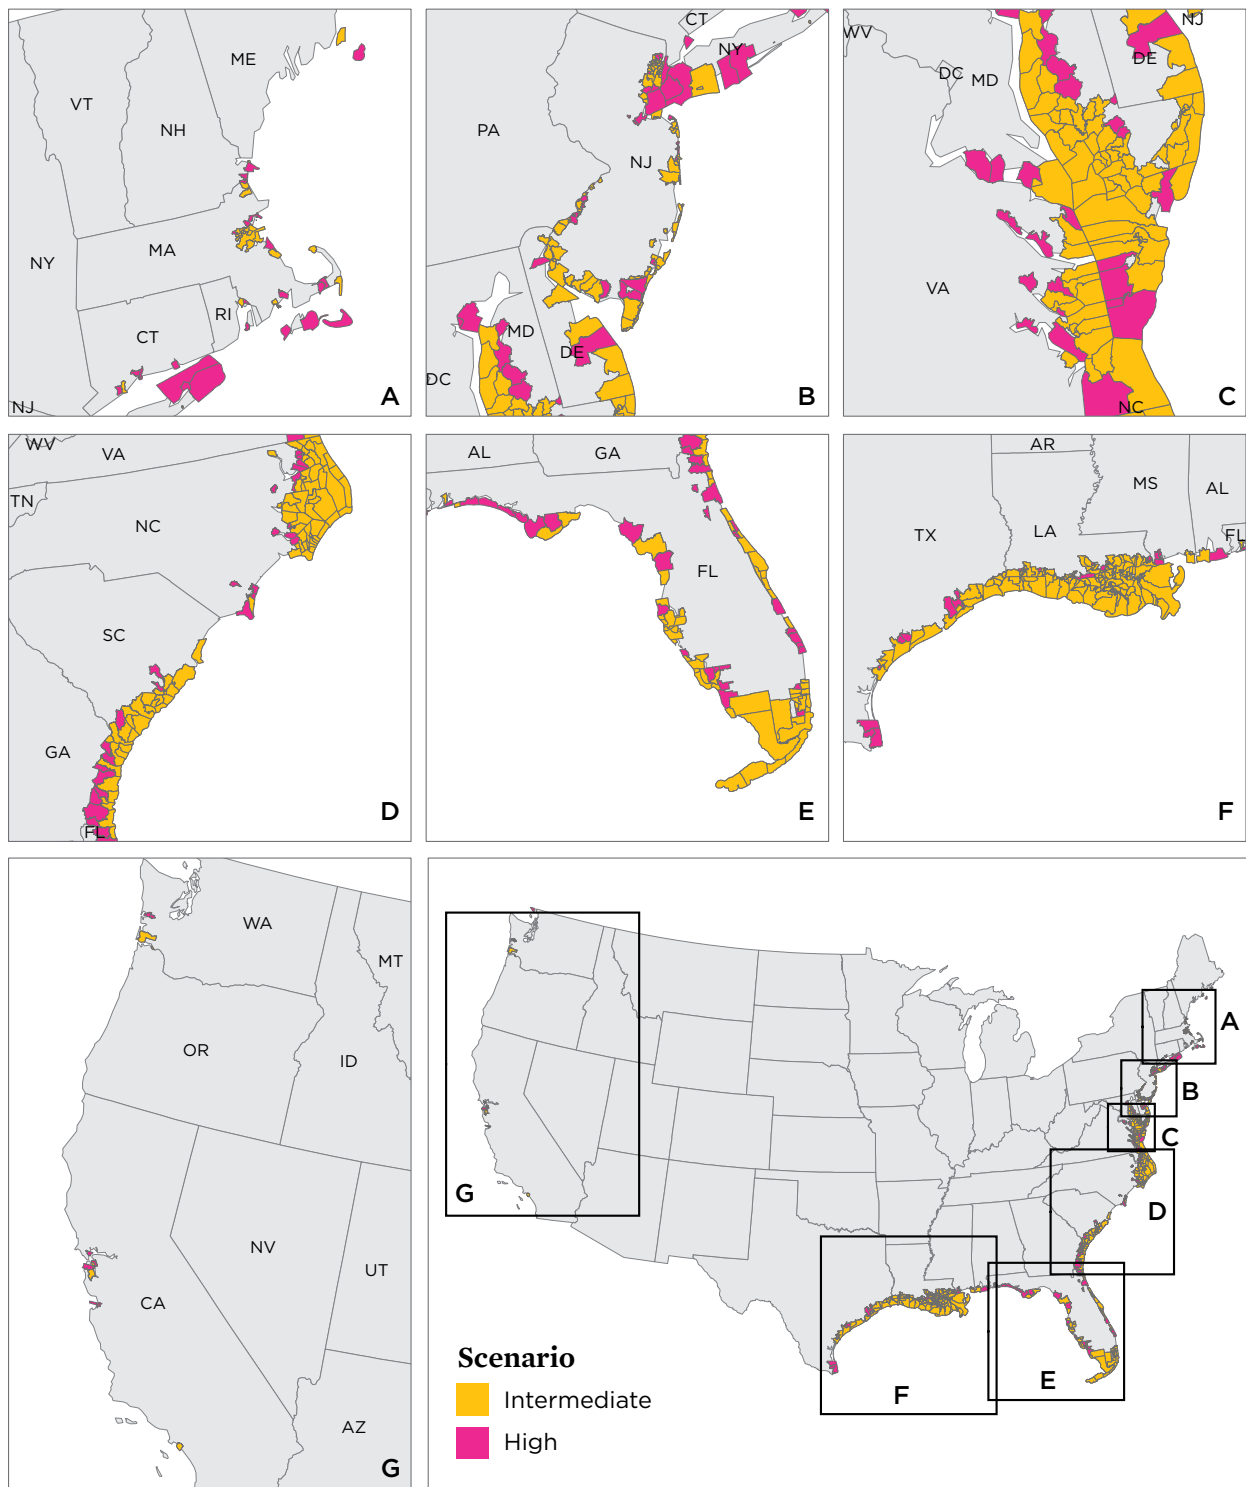 ME
VT
NH
MA
NY
RI
CT
NJ
A
CT
NY
PA
NJ
MD
DE
DC
B
NJ
WV
DE
DC
MD
VA
NC
C
WV
VA
TN
NC
SC
GA
FL
D
AL
GA
FL
E
AR
MS
AL
TX
LA
FL
F
WA
MT
OR
ID
NV
UT
CA
AZ
G
A
B
C
D
G
E
F
Scenario
Intermediate
High